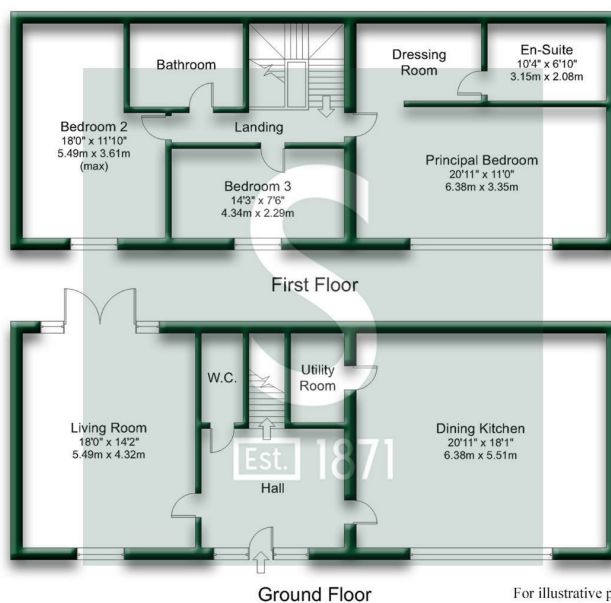 Bathroom
Dressing
Room
En-Suite
10'4" x 6'10"
3.15m x 2.08m
Bedroom 2
18'0" x 11'10"
5.49m x 3.61m
(max)
Landing
Principal Bedroom
20'11" x 11'0"
6.38m x 3.35m
Bedroom 3
14'3" x 7'6"
4.34m x 2.29m
S
First Floor
W.C.
Utility
Room
Living Room
18'0" x 14'2"
5.49m x 4.32m
Dining Kitchen
20'11" x 18'1"
6.38m x 5.51m
Est. 1871
Hall
Ground Floor
For illustrative p